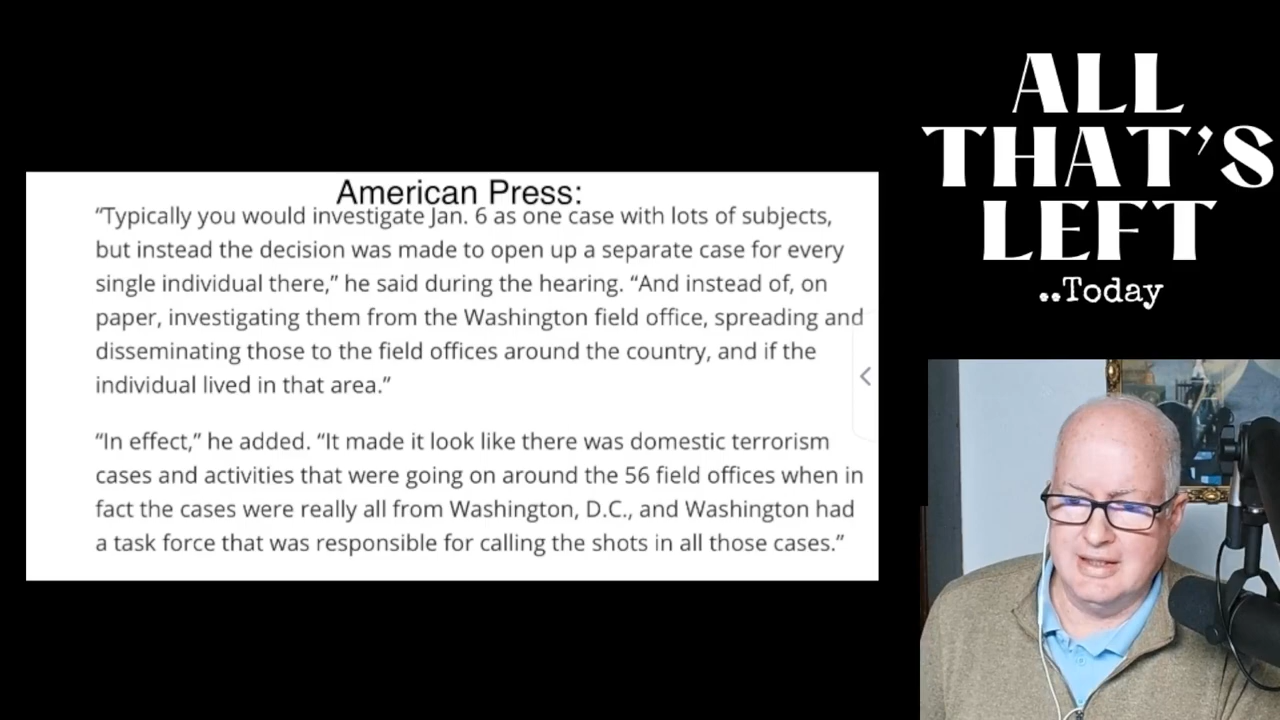 American Press:
“Typically you would investigate Jan. 6 as one case with lots of subjects,
but instead the decision was made to open up a separate case for every
single individual there,” he said during the hearing. “And instead of, on
paper, investigating them from the Washington field office, spreading and
disseminating those to the field offices around the country, and if the
individual lived in that area.”
“In effect,” he added. “It made it look like there was domestic terrorism
cases and activities that were going on around the 56 field offices when in
fact the cases were really all from Washington, D.C., and Washington had
a task force that was responsible for calling the shots in all those cases.”
ALL
THAT'S
LEFT
..Today